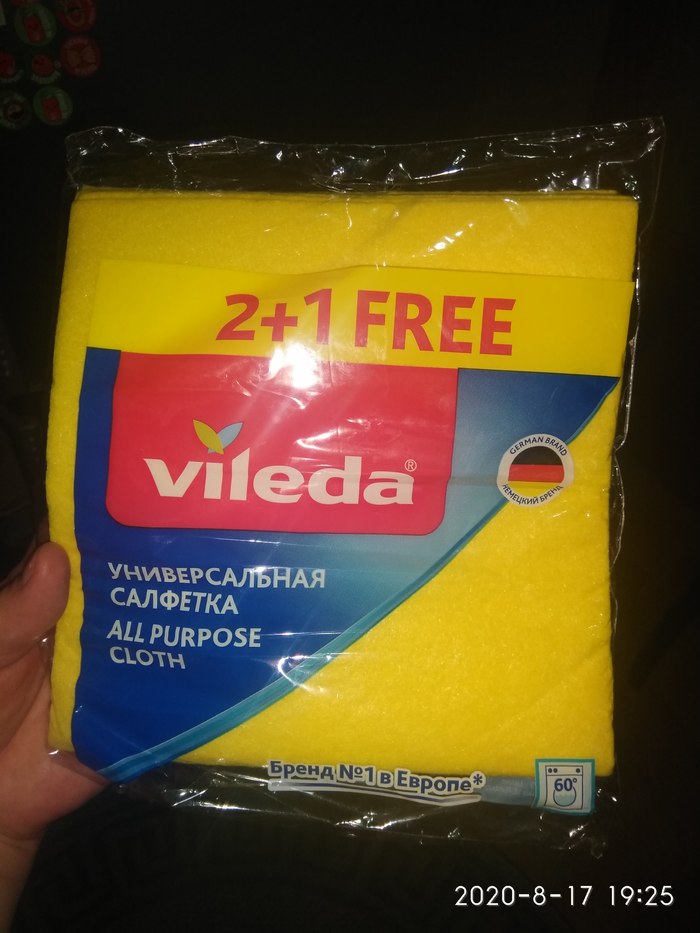 2+1 FREE
vileda®
GERMAN BRAND
НЕМЕЦКИЙ БРЕНД
УНИВЕРСАЛЬНАЯ
САЛФЕТКА
ALL PURPOSE
CLOTH
Бренд №1 в Европе*
60°
2020-8-17 19:25